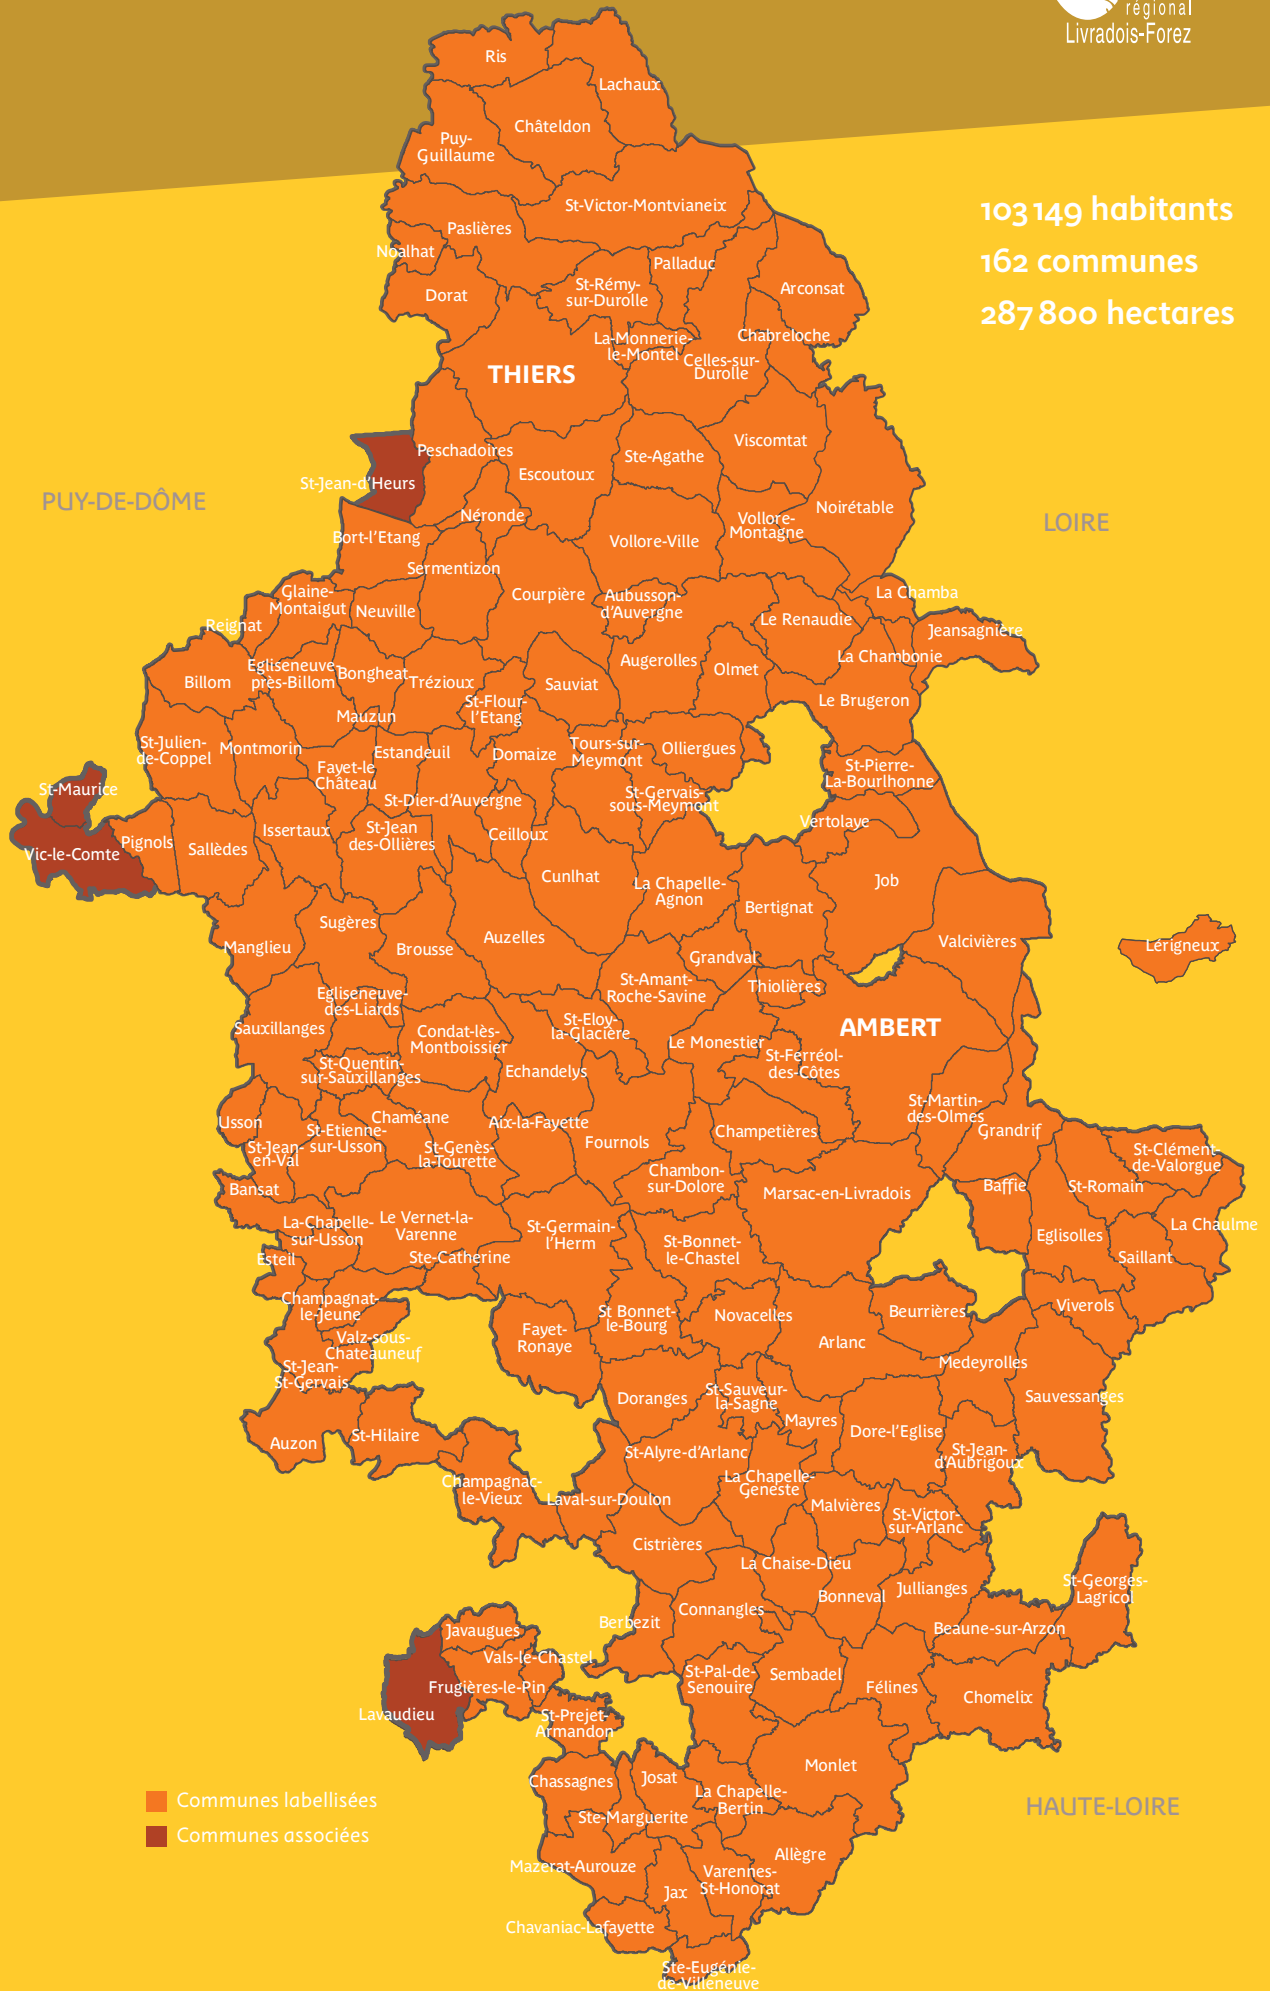 régional
Livradois-Forez
103 149 habitants
162 communes
287 800 hectares
PUY-DE-DÔME
LOIRE
HAUTE-LOIRE
Ris
Lachaux
Châteldon
Puy-
Guillaume
St-Victor-Montvianeix
Paslières
Noalhat
Palladuc
Dorat
St-Rémy-
sur-Durolle
Arconsat
La-Monnerie-
le-Montel
Chabreloche
Celles-sur-
Durolle
THIERS
Viscomtat
Peschadoires
Ste-Agathe
Escoutoux
St-Jean-d'Heurs
Noirétable
Néronde
Vollore-
Montagne
Bort-l'Etang
Vollore-Ville
Sermentizon
Glaine-
Montaigut
Courpière
Aubusson-
d'Auvergne
La Chamba
Neuville
Le Renaudie
Reignat
Jeansagnière
La Chambonie
Egliseneuve-
près-Billom
Augerolles
Olmet
Billom
Bongheat
Trézioux
Sauviat
Le Brugeron
St-Flour-
l'Etang
Mauzun
St-Julien-
de-Coppel
Montmorin
Estandeuil
Domaize
Tours-sur-
Meymont
Olliergues
Fayet-le
Château
St-Pierre-
La-Bourlhonne
St-Maurice
St-Dier-d'Auvergne
St-Gervais-
sous-Meymont
Vertolaye
Issertaux
St-Jean
des-Ollières
Ceilloux
Pignols
Sallèdes
Vic-le-Comte
Cunlhat
La Chapelle-
Agnon
Job
Bertignat
Sugères
Auzelles
Valcivières
Lérigneux
Manglieu
Brousse
Grandval
St-Amant-
Roche-Savine
Thiolières
Egliseneuve-
des-Liards
Sauxillanges
Condat-lès-
Montboissier
St-Eloy-
la-Glacière
Le Monestier
AMBERT
St-Ferréol-
des-Côtes
St-Quentin-
sur-Sauxillanges
Echandelys
St-Martin-
des-Olmes
Usson
Chaméane
Aix-la-Fayette
Champetières
Grandrif
St-Etienne-
sur-Usson
Fournols
St-Jean-
en-Val
St-Genès-
la-Tourette
St-Clément-
de-Valorgue
Bansat
Chambon-
sur-Dolore
Marsac-en-Livradois
Baffie
St-Romain
La-Chapelle-
sur-Usson
Le Vernet-la-
Varenne
St-Germain-
l'Herm
La Chaulme
Eglisolles
Esteil
Ste-Catherine
St-Bonnet-
le-Chastel
Saillant
Champagnat-
le-Jeune
St Bonnet-
le-Bourg
Novacelles
Beurrières
Viverols
Valz-sous-
Chateauneuf
Fayet-
Ronaye
Arlanc
Medeyrolles
St-Jean-
St-Gervais
Doranges
St-Sauveur-
la-Sagne
Sauvessanges
Mayres
Auzon
St-Hilaire
St-Alyre-d'Arlanc
Dore-l'Eglise
St-Jean-
d'Aubrigoux
Champagnac-
le-Vieux
Laval-sur-Doulon
La Chapelle-
Geneste
Malvières
St-Victor-
sur-Arlanc
Cistrières
La Chaise-Dieu
Bonneval
Jullianges
St-Georges-
Lagricol
Berbezit
Connangles
Beaune-sur-Arzon
Javaugues
Vals-le-Chastel
St-Pal-de-
Senouire
Sembadel
Félines
Chomelix
Frugières-le-Pin
Lavaudieu
St-Prejet-
Armandon
Monlet
Chassagnes
Josat
La Chapelle-
Bertin
Ste-Marguerite
Allègre
Mazerat-Aurouze
Varennes-
St-Honorat
Jax
Chavaniac-Lafayette
Ste-Eugénie-
de-Villeneuve
Communes labellisées
Communes associées